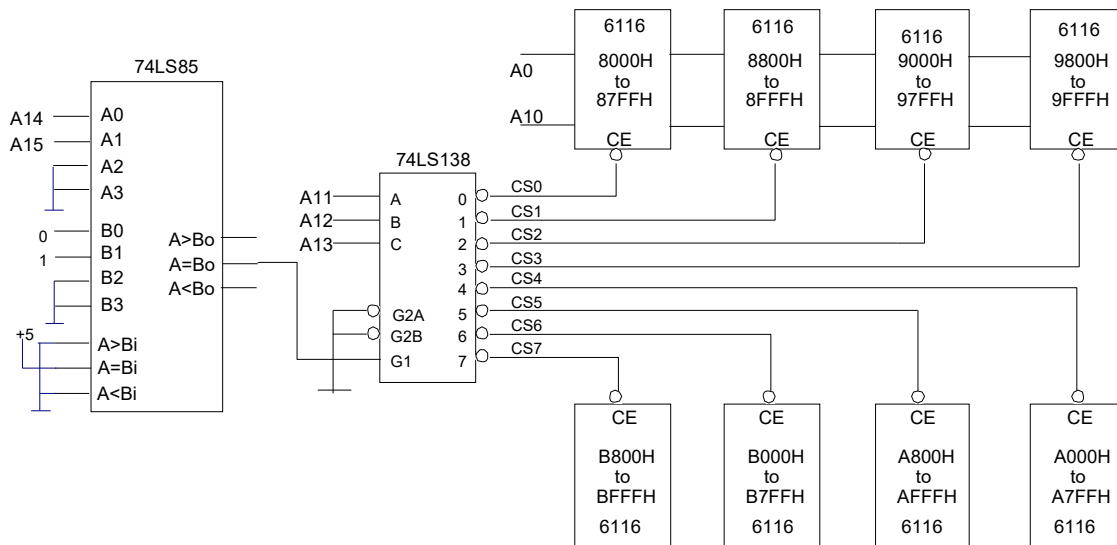 74LS85
A14
A15
A0
A1
A2
A3
0
1
B0
B1
B2
B3
A>Bo
A=Bo
A<Bo
+5
A>Bi
A=Bi
A<Bi
74LS138
A11
A12
A13
A
B
C
G2A
G2B
G1
0
1
2
3
4
5
6
7
CS0
CS1
CS2
CS3
CS4
CS5
CS6
CS7
A0
A10
6116
8000H
to
87FFH
CE
6116
8800H
to
8FFFH
CE
6116
9000H
to
97FFH
CE
6116
9800H
to
9FFFH
CE
CE
B800H
to
BFFFH
6116
CE
B000H
to
B7FFH
6116
CE
A800H
to
AFFFH
6116
CE
A000H
to
A7FFH
6116